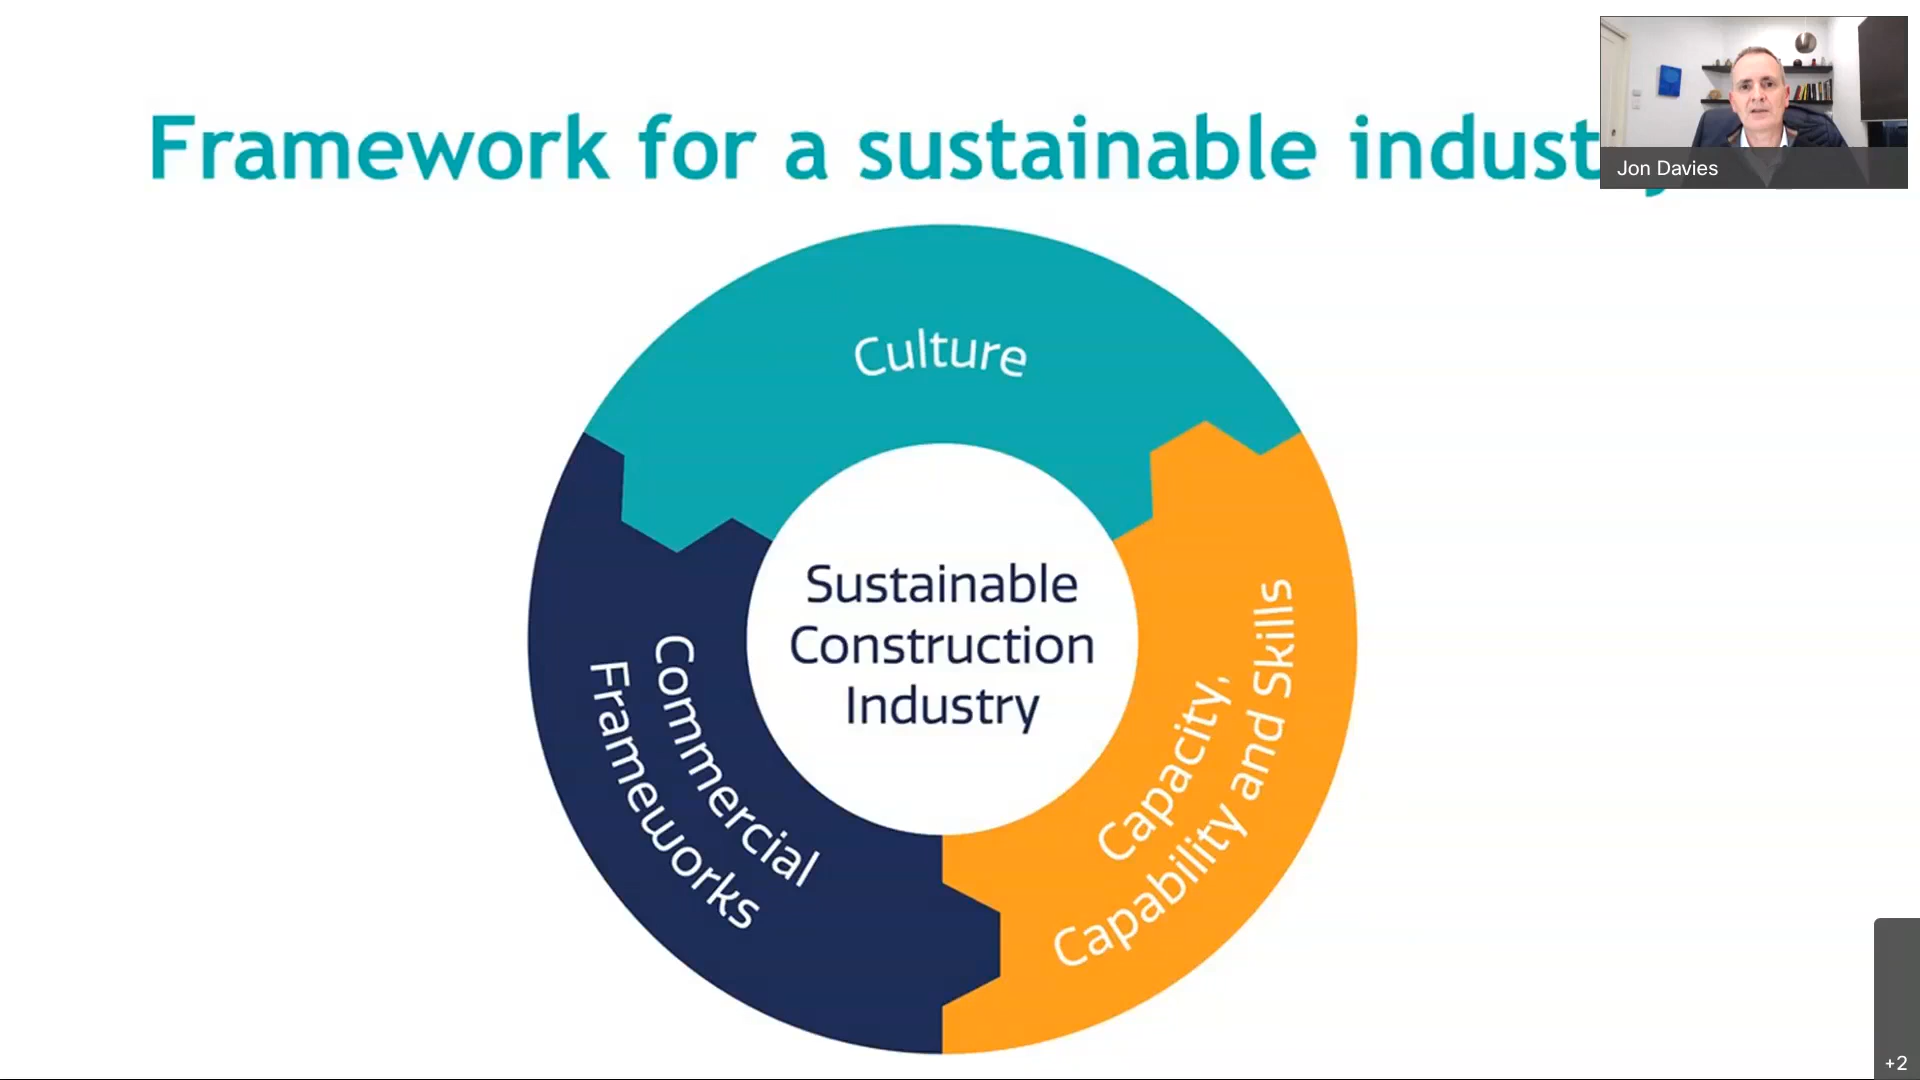 Framework for a sustainable indust
Jon Davies
Culture
Sustainable
Construction
Industry
Commercial
Frameworks
Capacity,
Capability and Skills
+2